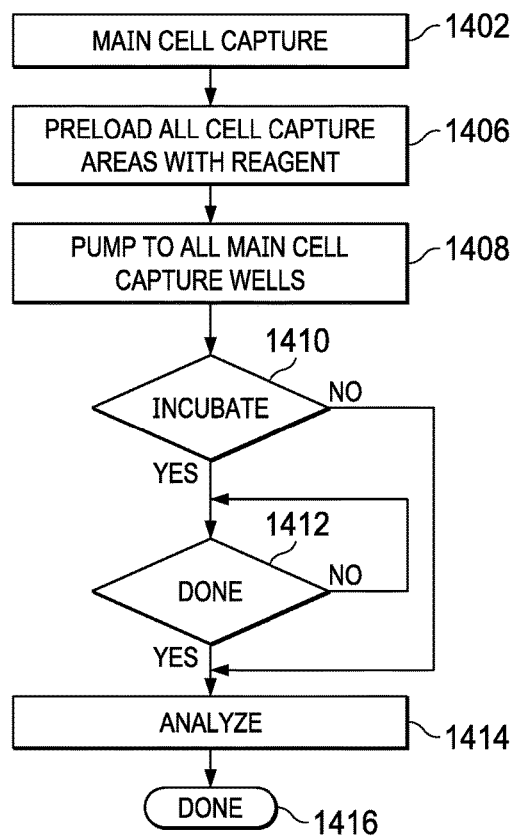 MAIN CELL CAPTURE
1402
PRELOAD ALL CELL CAPTURE
AREAS WITH REAGENT
1406
PUMP TO ALL MAIN CELL
CAPTURE WELLS
1408
1410
INCUBATE
NO
YES
1412
DONE
NO
YES
ANALYZE
1414
DONE
1416